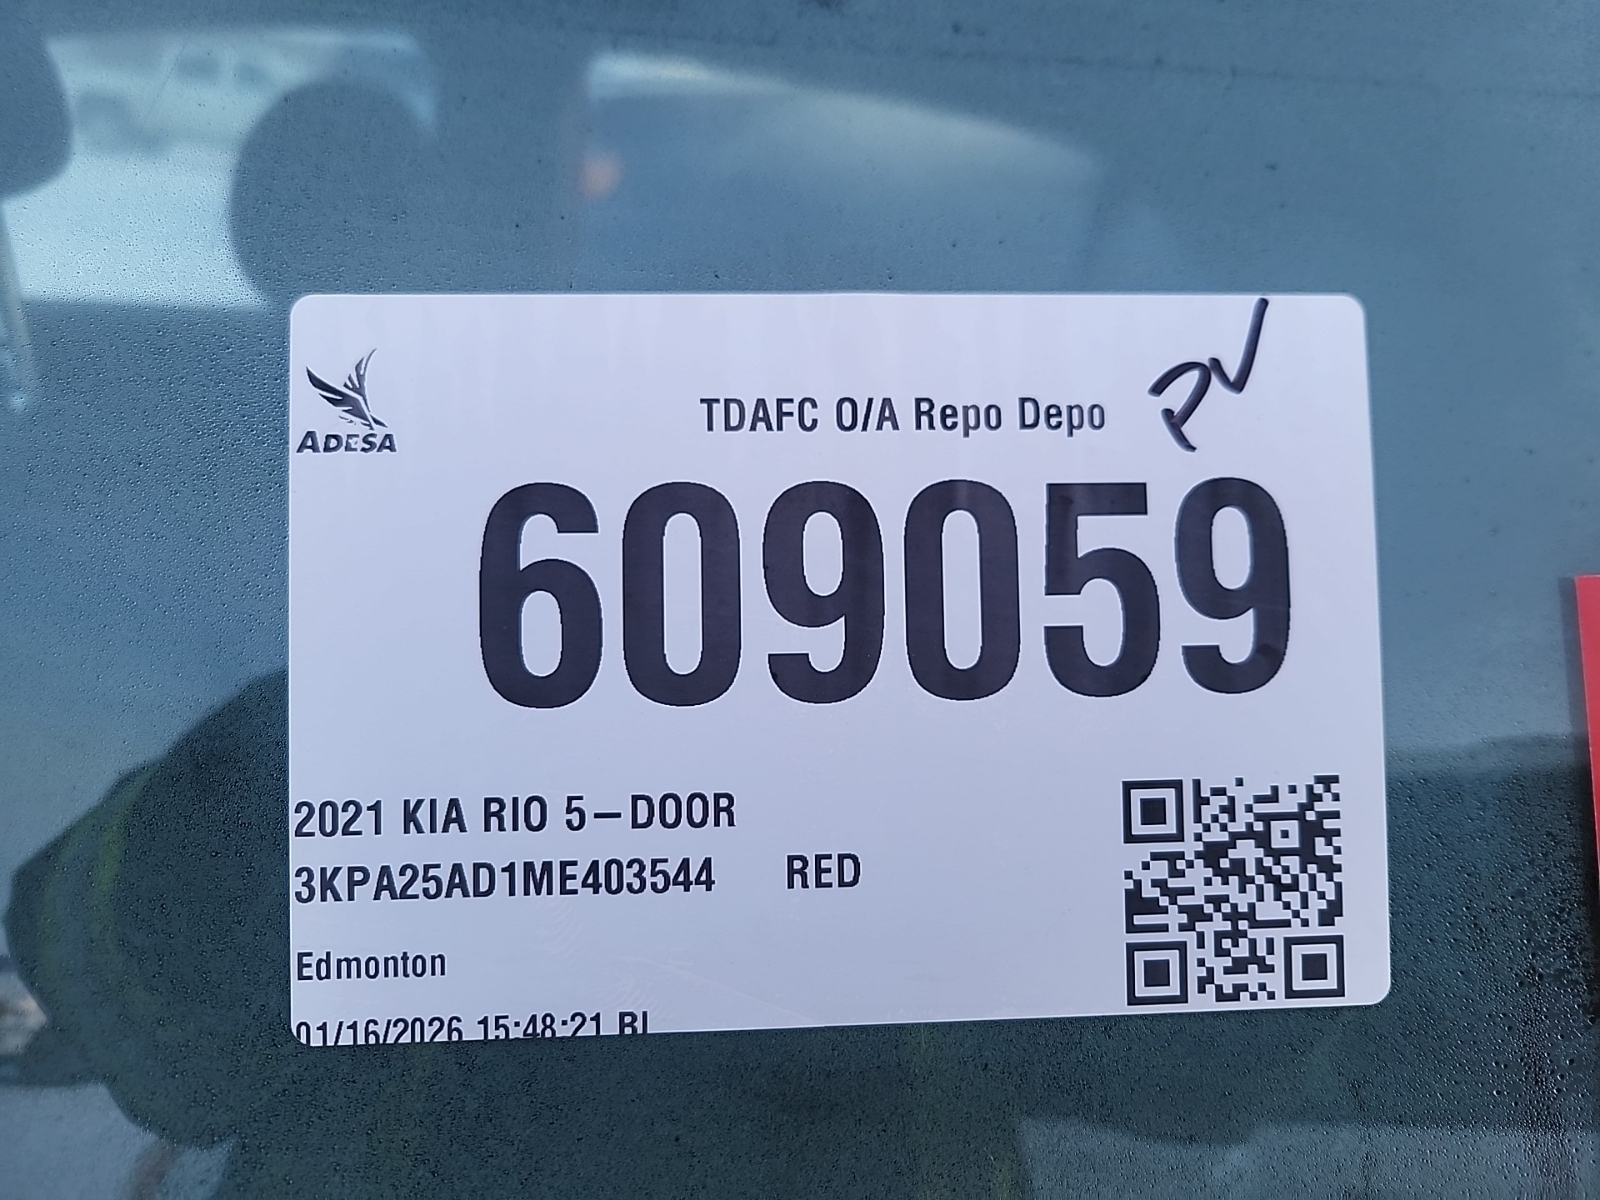 PV
ADESA
TDAFC O/A Repo Depo
609059
2021 KIA RIO 5-DOOR
3KPA25AD1ME403544 RED
Edmonton
01/16/2026 15:48:21 BL